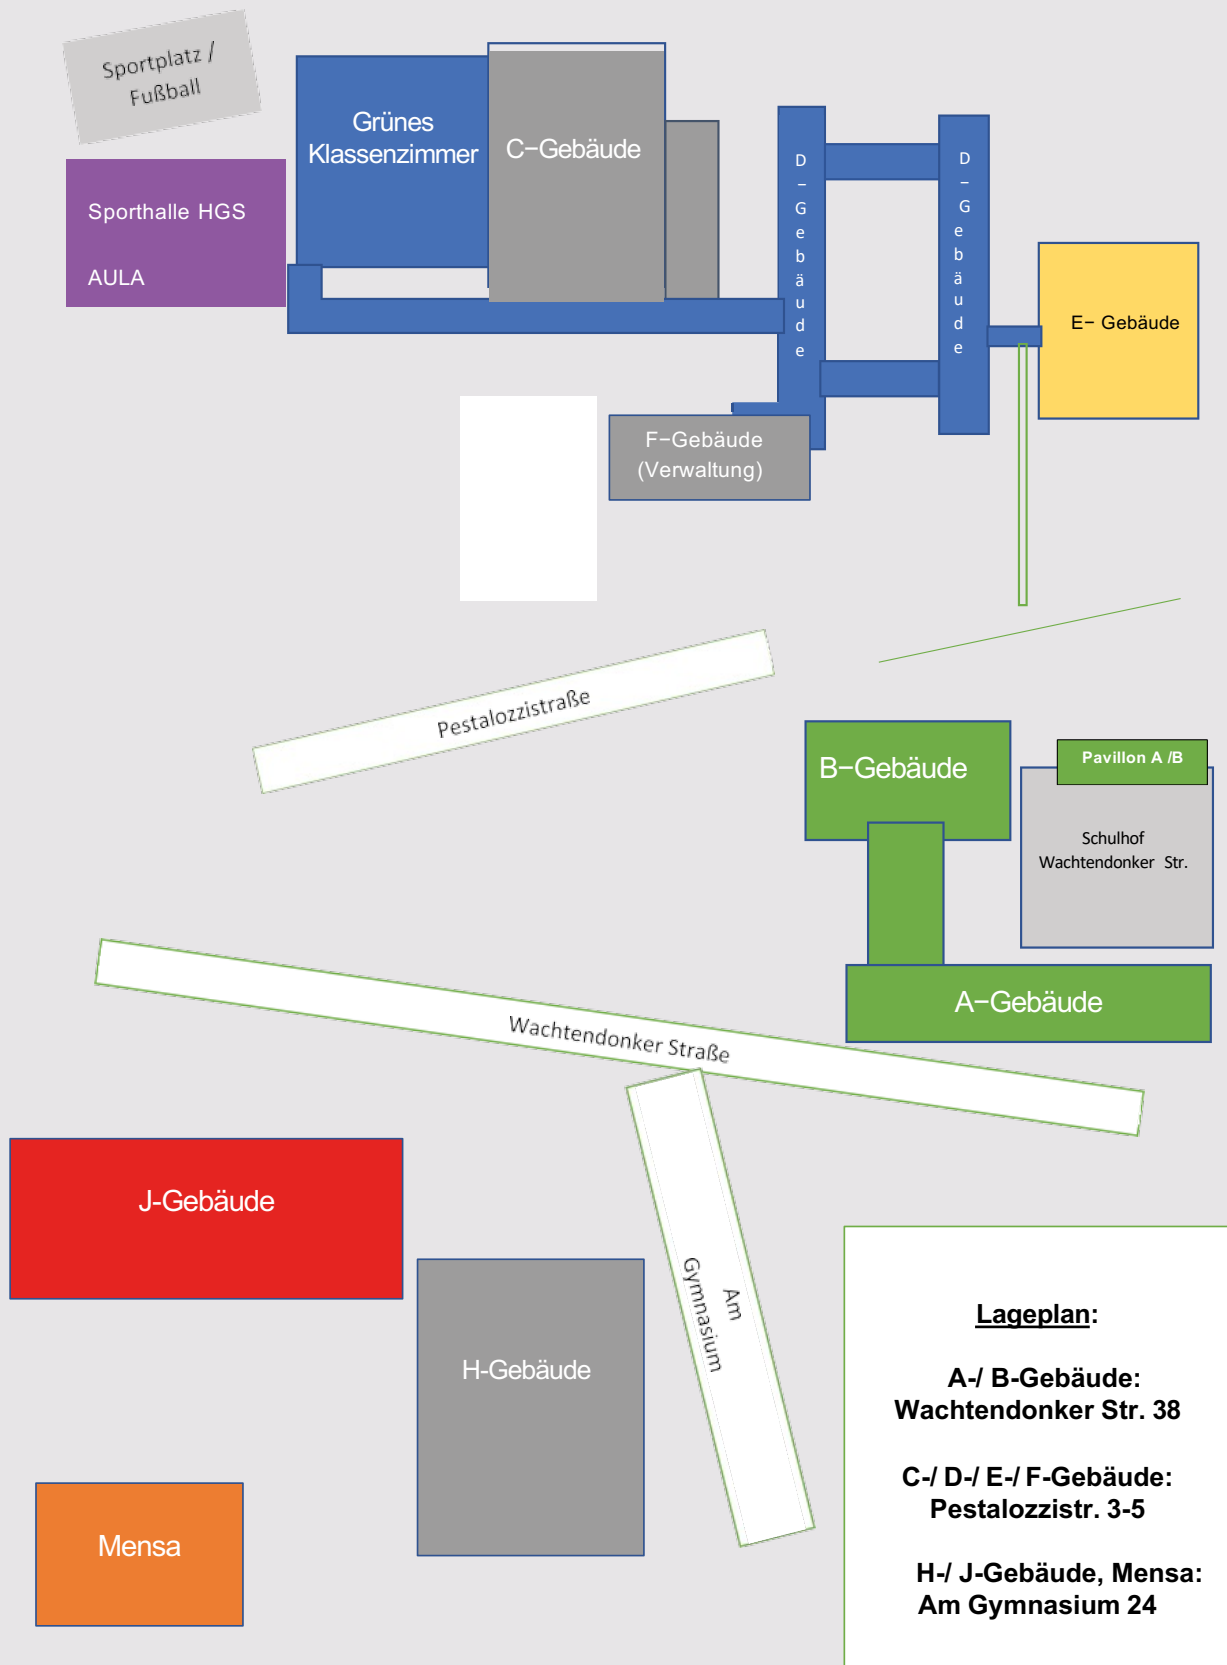 Sportplatz /
Fußball
Sporthalle HGS
AULA
Grünes
Klassenzimmer
C–Gebäude
D–Gebäude
D–Gebäude
E– Gebäude
F–Gebäude
(Verwaltung)
Pestalozzistraße
B–Gebäude
Pavillon A /B
Schulhof
Wachtendonker Str.
A–Gebäude
Wachtendonker Straße
J-Gebäude
Am
Gymnasium
H-Gebäude
Mensa
Lageplan:
A-/ B-Gebäude:
Wachtendonker Str. 38
C-/ D-/ E-/ F-Gebäude:
Pestalozzistr. 3-5
H-/ J-Gebäude, Mensa:
Am Gymnasium 24